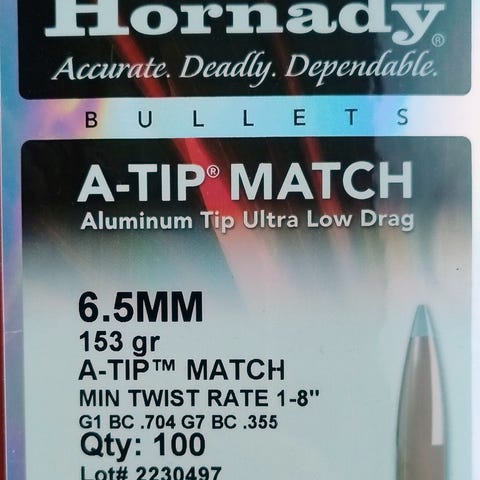 Hornady®
Accurate. Deadly. Dependable.
BULLETS
A-TIP® MATCH
Aluminum Tip Ultra Low Drag
6.5MM
153 gr
A-TIP™ MATCH
MIN TWIST RATE 1-8"
G1 BC .704 G7 BC .355
Qty: 100
Lot# 2230497